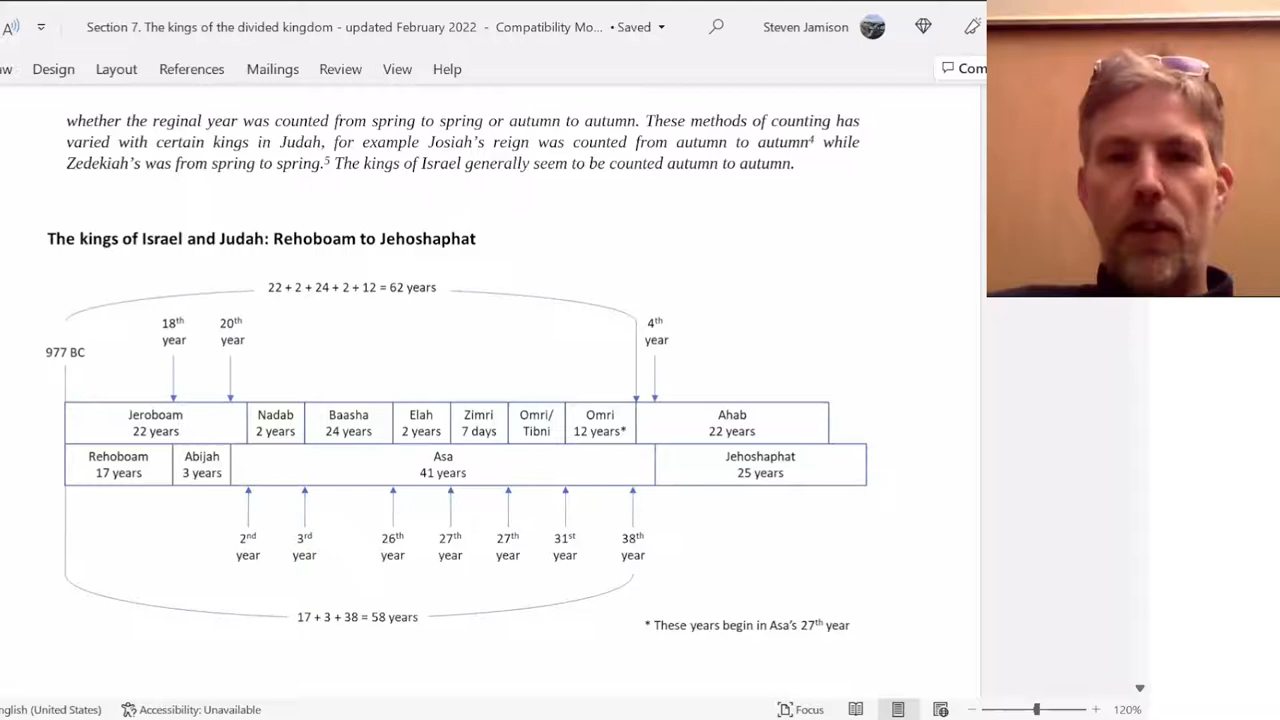 A
Section 7. The kings of the divided kingdom - updated February 2022 - Compatibility Mo... • Saved
Steven Jamison
Design Layout References Mailings Review View Help
whether the reginal year was counted from spring to spring or autumn to autumn. These methods of counting has
varied with certain kings in Judah, for example Josiah's reign was counted from autumn to autumn⁴ while
Zedekiah's was from spring to spring.⁵ The kings of Israel generally seem to be counted autumn to autumn.
The kings of Israel and Judah: Rehoboam to Jehoshaphat
22 + 2 + 24 + 2 + 12 = 62 years
18th year
20th year
4th year
977 BC
Jeroboam 22 years
Nadab 2 years
Baasha 24 years
Elah 2 years
Zimri 7 days
Omri/ Tibni
Omri 12 years*
Ahab 22 years
Rehoboam 17 years
Abijah 3 years
Asa 41 years
Jehoshaphat 25 years
2nd year
3rd year
26th year
27th year
27th year
31st year
38th year
17 + 3 + 38 = 58 years
* These years begin in Asa's 27th year
(United States)
Accessibility: Unavailable
Focus
120%